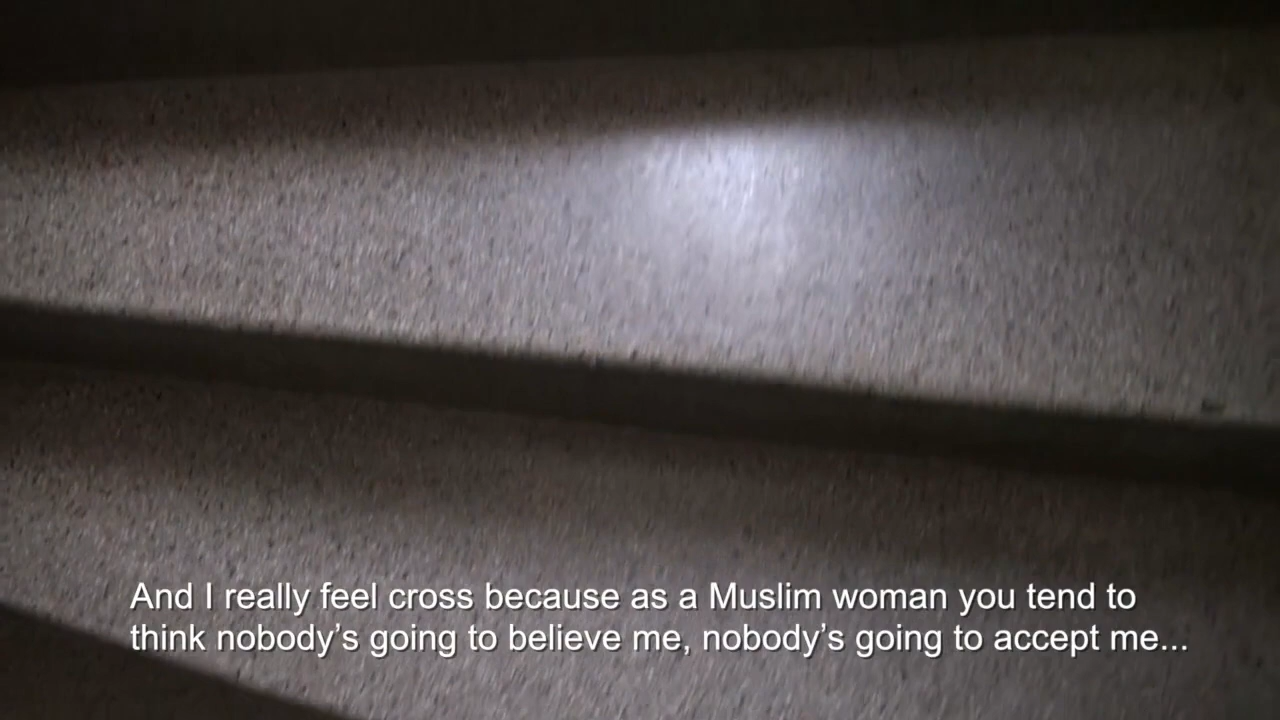 And I really feel cross because as a Muslim woman you tend to
think nobody’s going to believe me, nobody’s going to accept me...